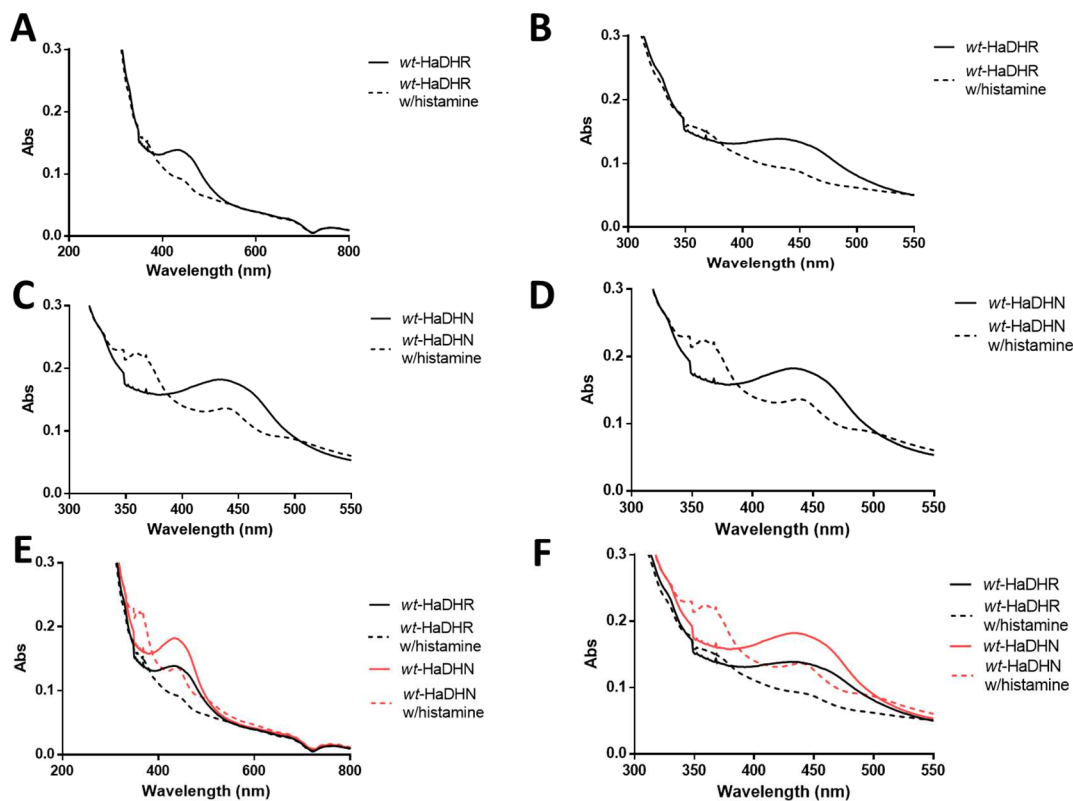 A
0.3
0.2
0.1
0.0
Abs
200
400
600
800
Wavelength (nm)
wt-HaDHR
wt-HaDHR
w/histamine
B
0.3
0.2
0.1
0.0
Abs
300
350
400
450
500
550
Wavelength (nm)
wt-HaDHR
wt-HaDHR
w/histamine
C
0.3
0.2
0.1
0.0
Abs
300
350
400
450
500
550
Wavelength (nm)
wt-HaDHN
wt-HaDHN
w/histamine
D
0.3
0.2
0.1
0.0
Abs
300
350
400
450
500
550
Wavelength (nm)
wt-HaDHN
wt-HaDHN
w/histamine
E
0.3
0.2
0.1
0.0
Abs
200
400
600
800
Wavelength (nm)
wt-HaDHR
wt-HaDHR
w/histamine
wt-HaDHN
wt-HaDHN
w/histamine
F
0.3
0.2
0.1
0.0
Abs
300
350
400
450
500
550
Wavelength (nm)
wt-HaDHR
wt-HaDHR
w/histamine
wt-HaDHN
wt-HaDHN
w/histamine